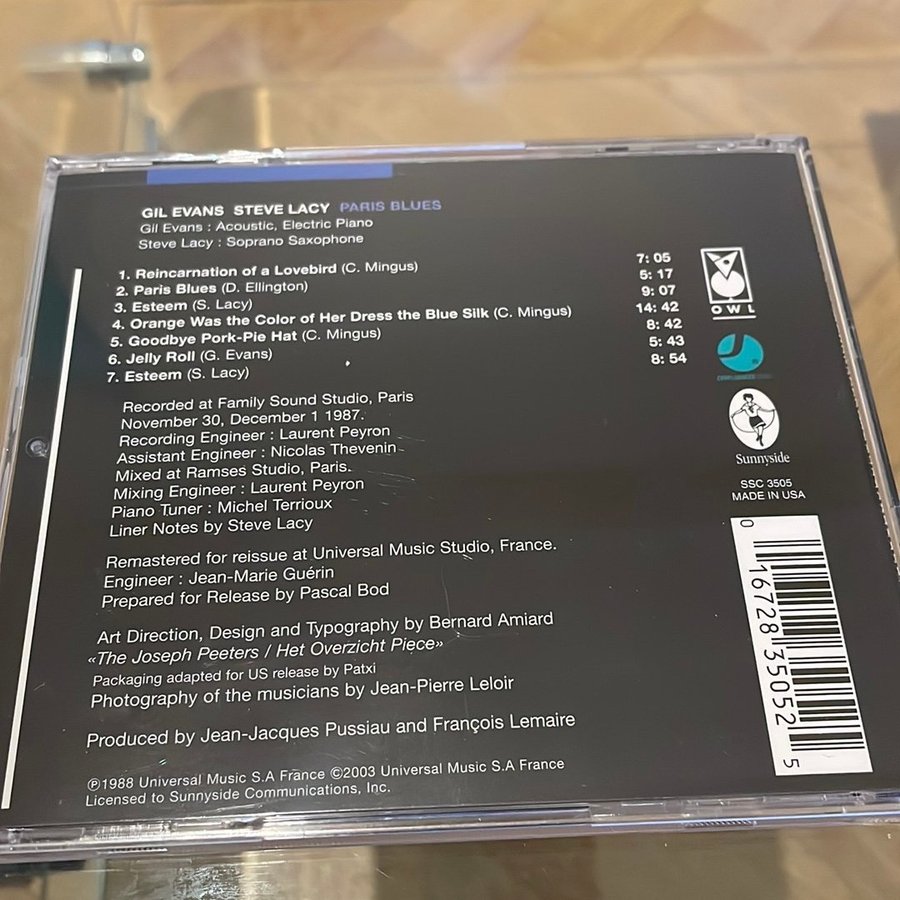 GIL EVANS STEVE LACY PARIS BLUES
Gil Evans : Acoustic, Electric Piano
Steve Lacy : Soprano Saxophone
1. Reincarnation of a Lovebird (C. Mingus) 7: 05
2. Paris Blues (D. Ellington) 5: 17
3. Esteem (S. Lacy) 9: 07
4. Orange Was the Color of Her Dress the Blue Silk (C. Mingus) 14: 42
5. Goodbye Pork-Pie Hat (C. Mingus) 8: 42
6. Jelly Roll (G. Evans) 5: 43
7. Esteem (S. Lacy) 8: 54
Recorded at Family Sound Studio, Paris
November 30, December 1 1987.
Recording Engineer : Laurent Peyron
Assistant Engineer : Nicolas Thevenin
Mixed at Ramses Studio, Paris.
Mixing Engineer : Laurent Peyron
Piano Tuner : Michel Terrioux
Liner Notes by Steve Lacy
Remastered for reissue at Universal Music Studio, France.
Engineer : Jean-Marie Guérin
Prepared for Release by Pascal Bod
Art Direction, Design and Typography by Bernard Amiard
«The Joseph Peeters / Het Overzicht Piece»
Packaging adapted for US release by Patxi
Photography of the musicians by Jean-Pierre Leloir
Produced by Jean-Jacques Pussiau and François Lemaire
℗1988 Universal Music S.A France ©2003 Universal Music S.A France
Licensed to Sunnyside Communications, Inc.
OWL
Sunnyside
SSC 3505
MADE IN USA
0 16728 35052 5